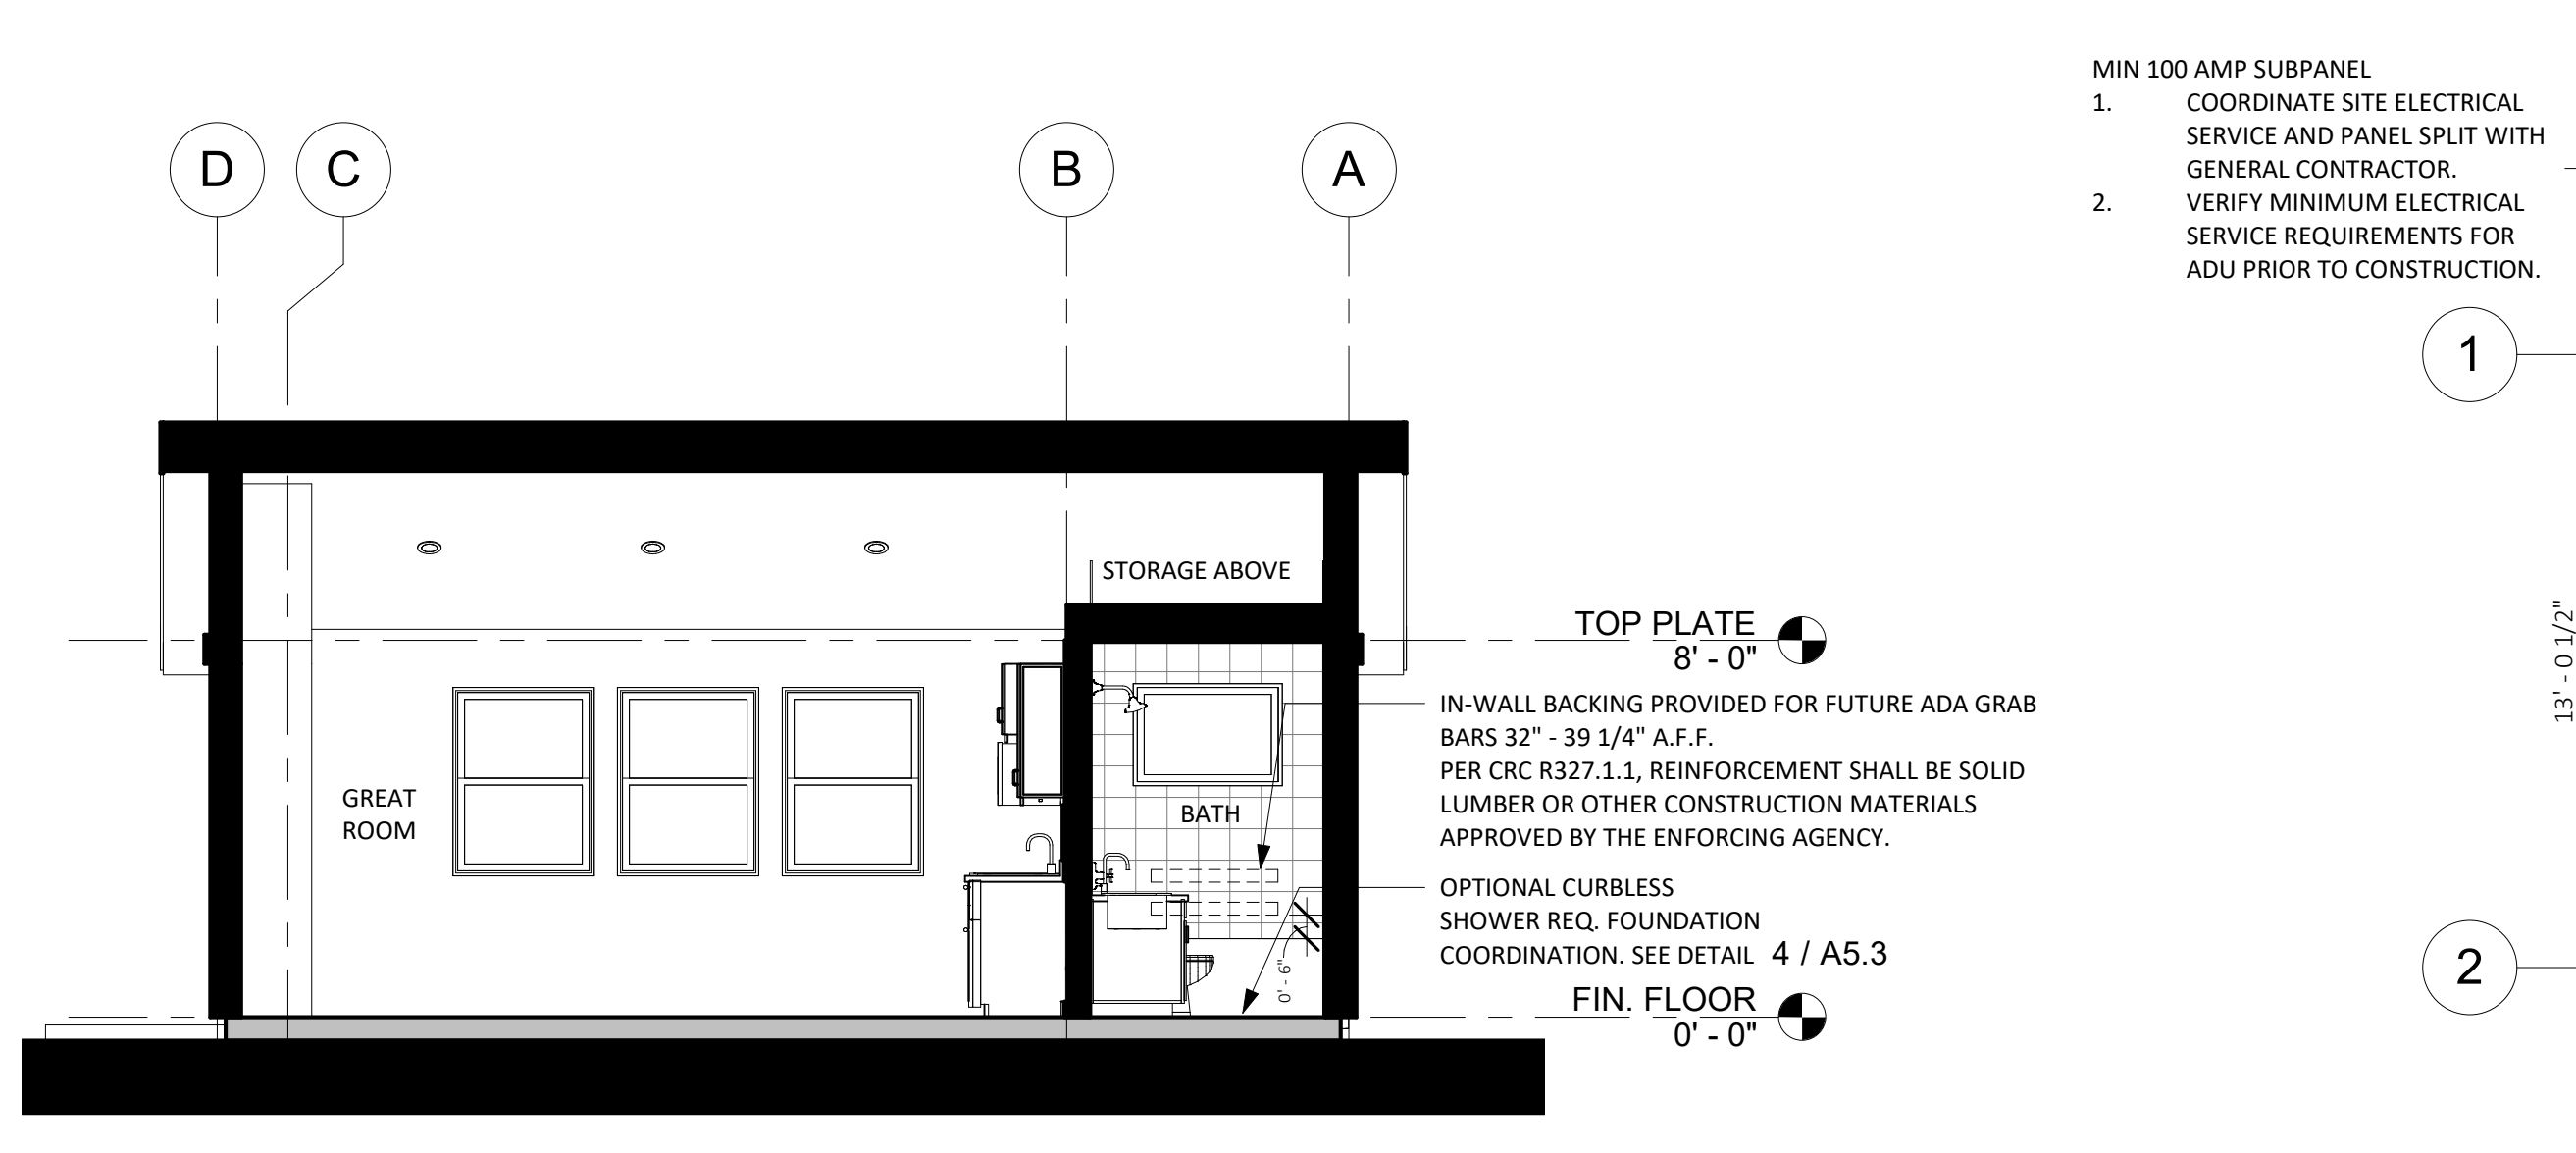 MIN 100 AMP SUBPANEL
1. COORDINATE SITE ELECTRICAL
SERVICE AND PANEL SPLIT WITH
GENERAL CONTRACTOR.
2. VERIFY MINIMUM ELECTRICAL
SERVICE REQUIREMENTS FOR
ADU PRIOR TO CONSTRUCTION.
D
C
B
A
1
STORAGE ABOVE
TOP PLATE
8' - 0"
13' - 0 1/2"
IN-WALL BACKING PROVIDED FOR FUTURE ADA GRAB
BARS 32" - 39 1/4" A.F.F.
PER CRC R327.1.1, REINFORCEMENT SHALL BE SOLID
LUMBER OR OTHER CONSTRUCTION MATERIALS
APPROVED BY THE ENFORCING AGENCY.
GREAT
ROOM
BATH
OPTIONAL CURBLESS
SHOWER REQ. FOUNDATION
COORDINATION. SEE DETAIL 4 / A5.3
0' - 6"
2
FIN. FLOOR
0' - 0"